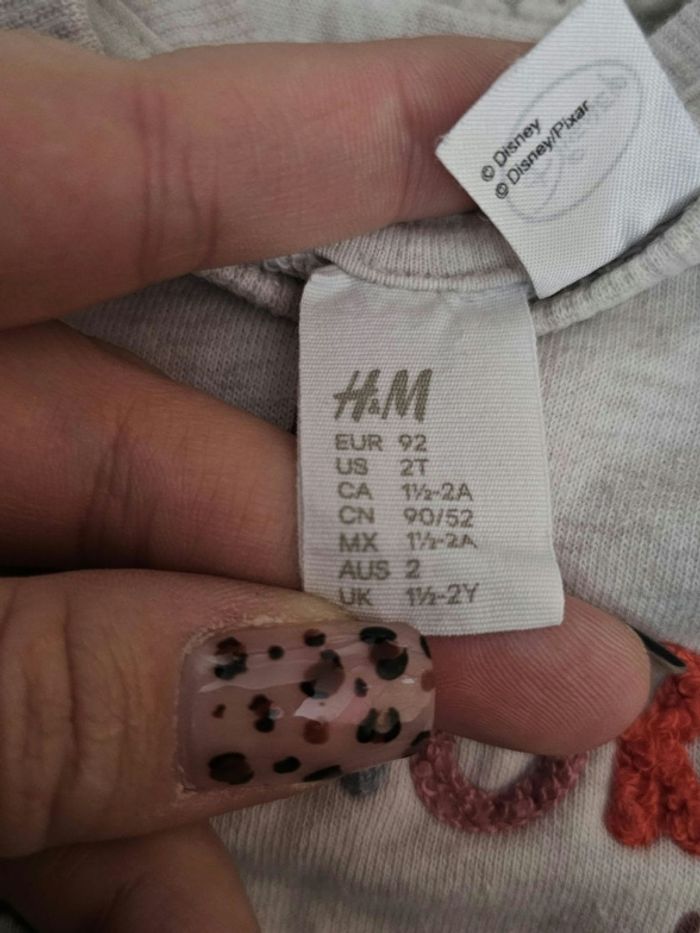 © Disney
© Disney/Pixar
H&M
EUR 92
US 2T
CA 1½-2A
CN 90/52
MX 1½-2A
AUS 2
UK 1½-2Y